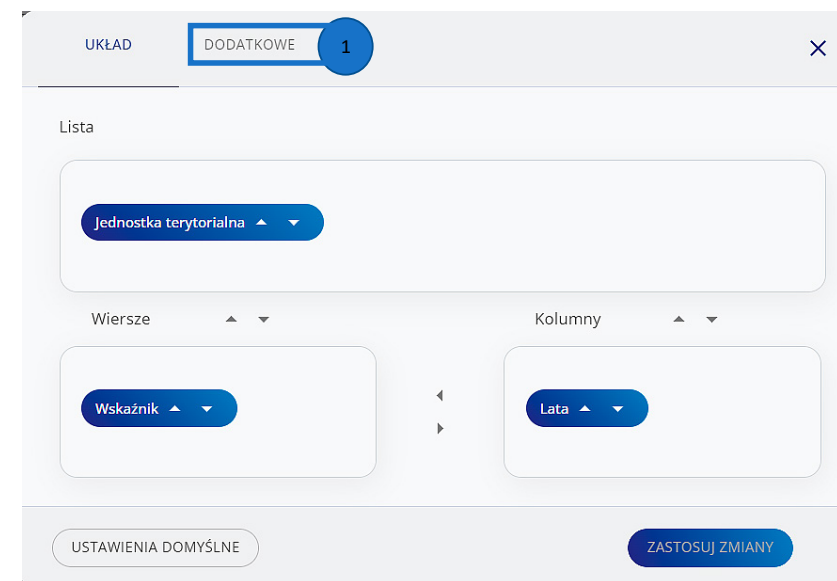 UKŁAD DODATKOWE 1
Lista
Jednostka terytorialna
Wiersze Kolumny
Wskaźnik Lata
USTAWIENIA DOMYŚLNE ZASTOSUJ ZMIANY